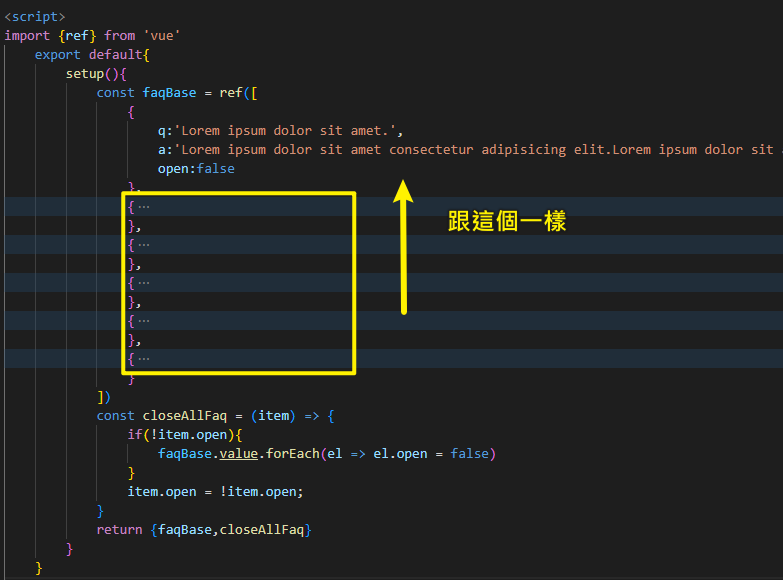 <script>
import {ref} from 'vue'
export default{
setup(){
const faqBase = ref([
{
q:'Lorem ipsum dolor sit amet.',
a:'Lorem ipsum dolor sit amet consectetur adipisicing elit.Lorem ipsum dolor sit
open:false
},
{ ⋯
},
{ ⋯
},
{ ⋯
},
{ ⋯
},
{ ⋯
}
跟這個一樣
])
const closeAllFaq = (item) => {
if(!item.open){
faqBase.value.forEach(el => el.open = false)
}
item.open = !item.open;
}
return {faqBase,closeAllFaq}
}
}